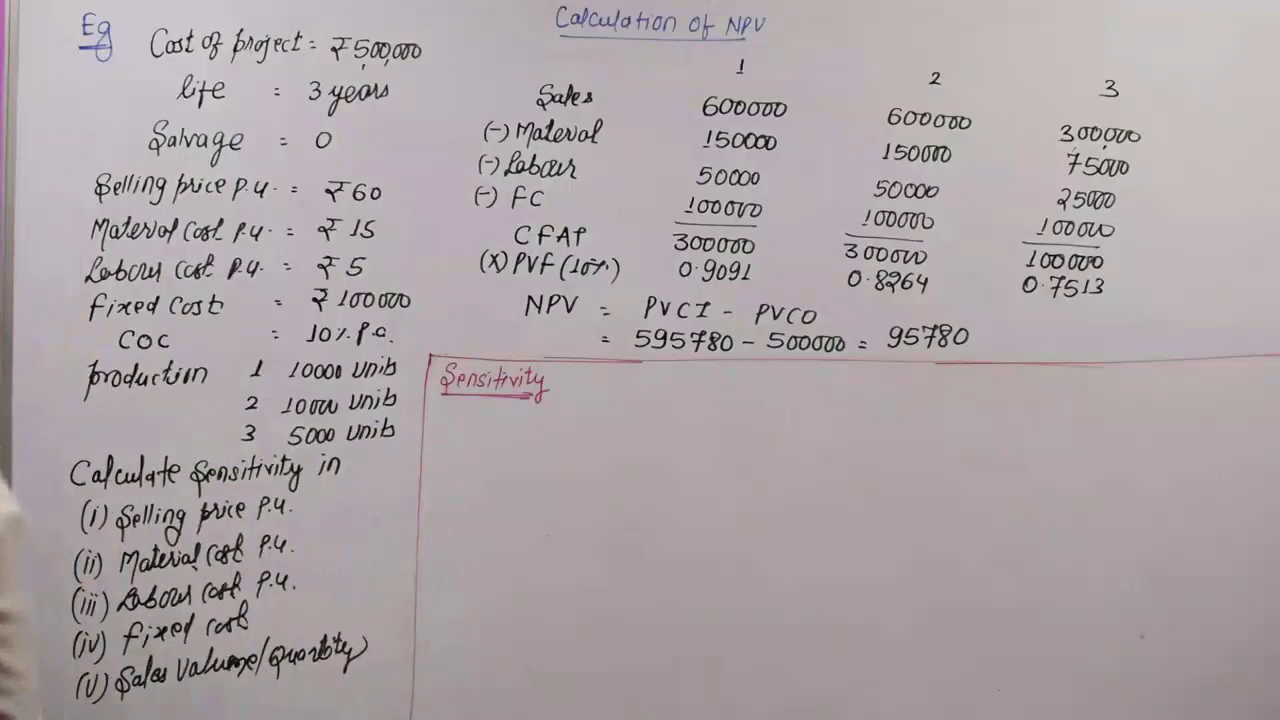 Eg
Cost of project = ₹500,000
life = 3 years
Salvage = 0
Selling price P.U. = ₹60
Material Cost P.U. = ₹15
Labour Cost P.U. = ₹5
Fixed Cost = ₹100000
COC = 10% P.a.
production 1 10000 Units
2 10000 Units
3 5000 Units
Calculate Sensitivity in
(i) Selling price P.U.
(ii) Material Cost P.U.
(iii) Labour Cost P.U.
(iv) Fixed Cost
(v) Sales Volume/Quantity
Calculation of NPV
1 2 3
Sales 600000 600000 300,000
(-) Material 150000 150000 75000
(-) Labour 50000 50000 25000
(-) FC 100000 100000 100000
CFAT 300000 300000 100000
(X) PVF (10%) 0.9091 0.8264 0.7513
NPV = PVCI - PVCO
= 595780 - 500000 = 95780
Sensitivity